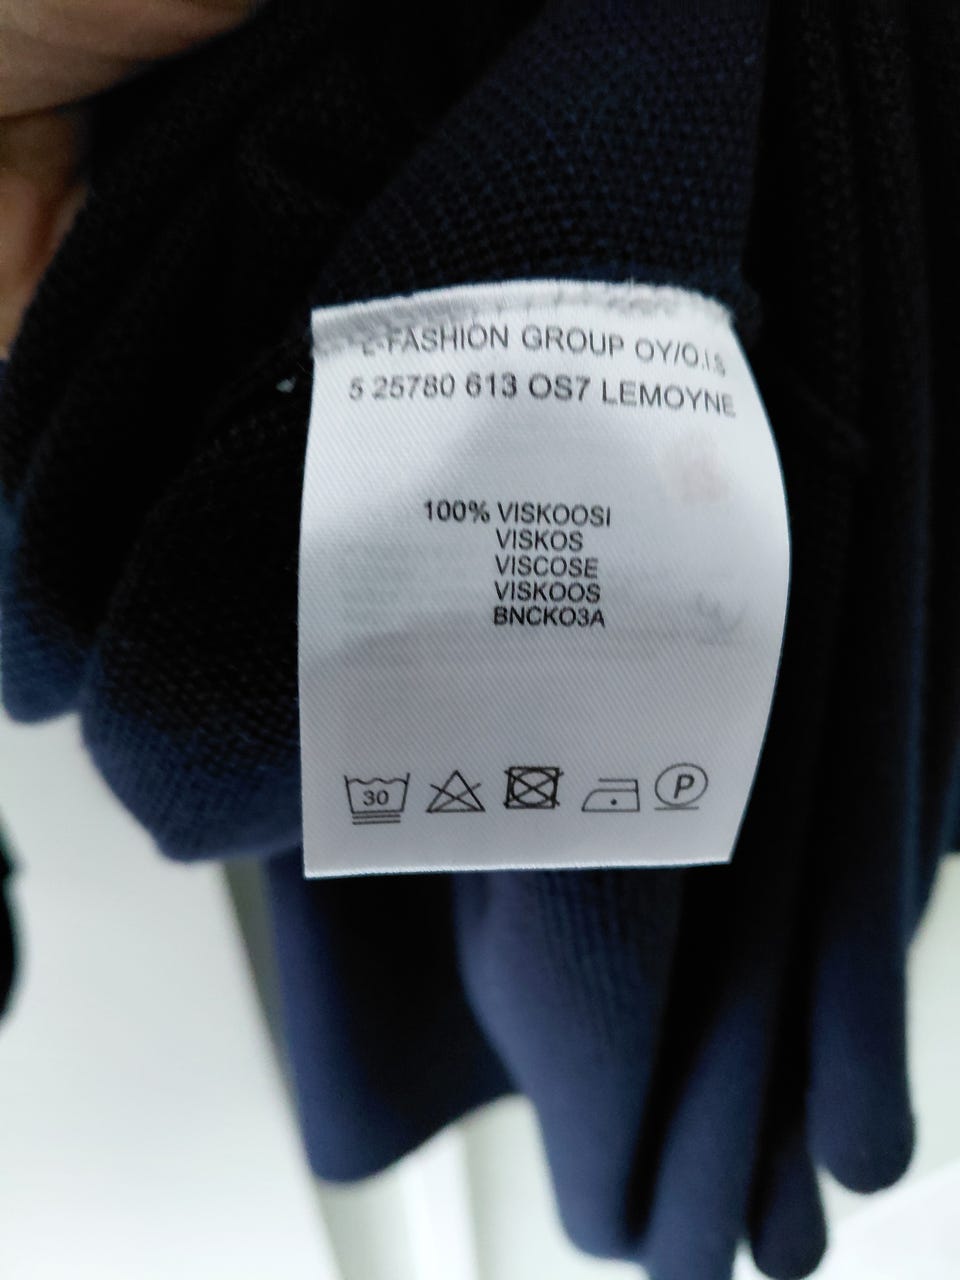 L-FASHION GROUP OY/O.I.S
5 25780 613 OS7 LEMOYNE
100% VISKOOSI
VISKOS
VISCOSE
VISKOOS
BNCKO3A
30
P